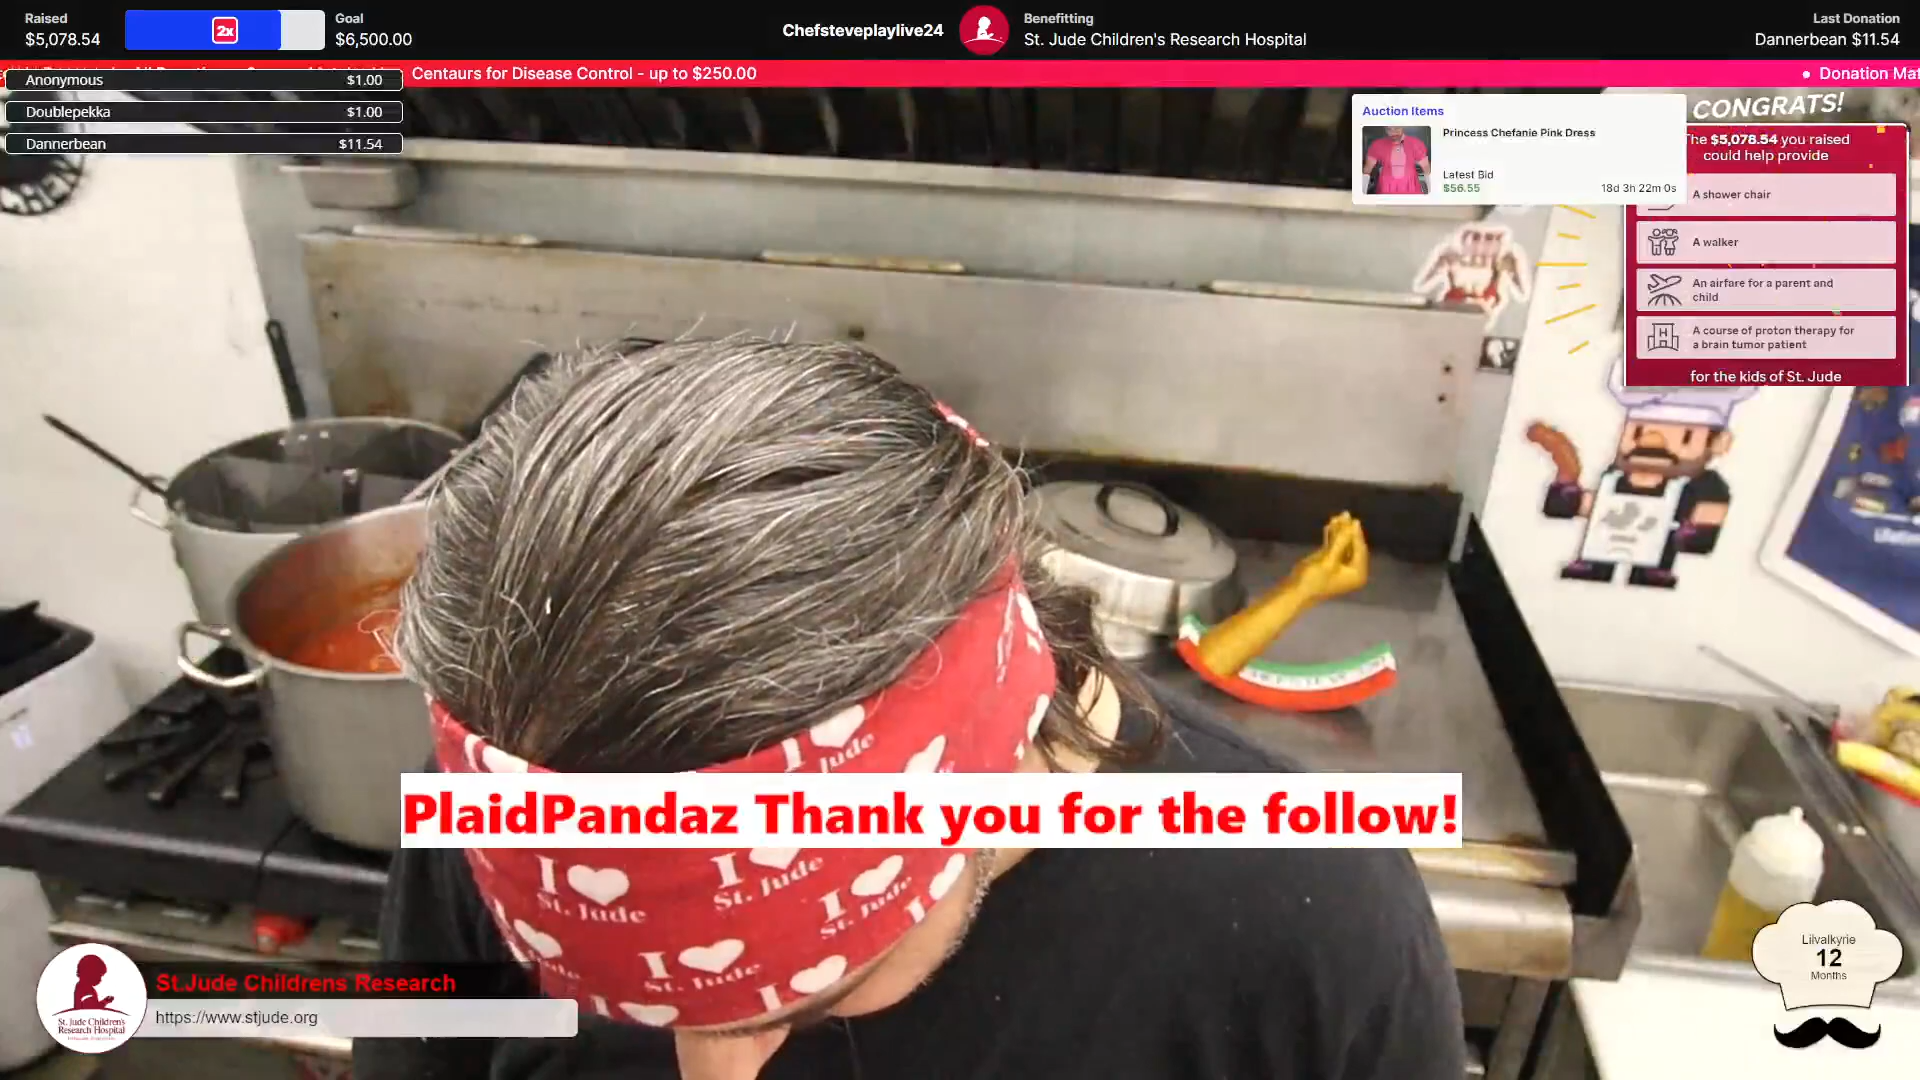 Raised
$5,078.54
2x
Goal
$6,500.00
Chefsteveplaylive24
Benefitting
St. Jude Children's Research Hospital
Last Donation
Dannerbean $11.54
Centaurs for Disease Control - up to $250.00
• Donation Mat
Anonymous $1.00
Doublepekka $1.00
Dannerbean $11.54
Auction Items
Princess Chefanie Pink Dress
Latest Bid
$56.55
18d 3h 22m 0s
CONGRATS!
The $5,078.54 you raised
could help provide
A shower chair
A walker
An airfare for a parent and
child
A course of proton therapy for
a brain tumor patient
for the kids of St. Jude
I
Jude
PlaidPandaz Thank you for the follow!
I
St. Jude
I
St. Jude
I
St. Jude
I
St. Jude
I
St.Jude Childrens Research
https://www.stjude.org
St. Jude Children's
Research Hospital
Lilvalkyrie
12
Months